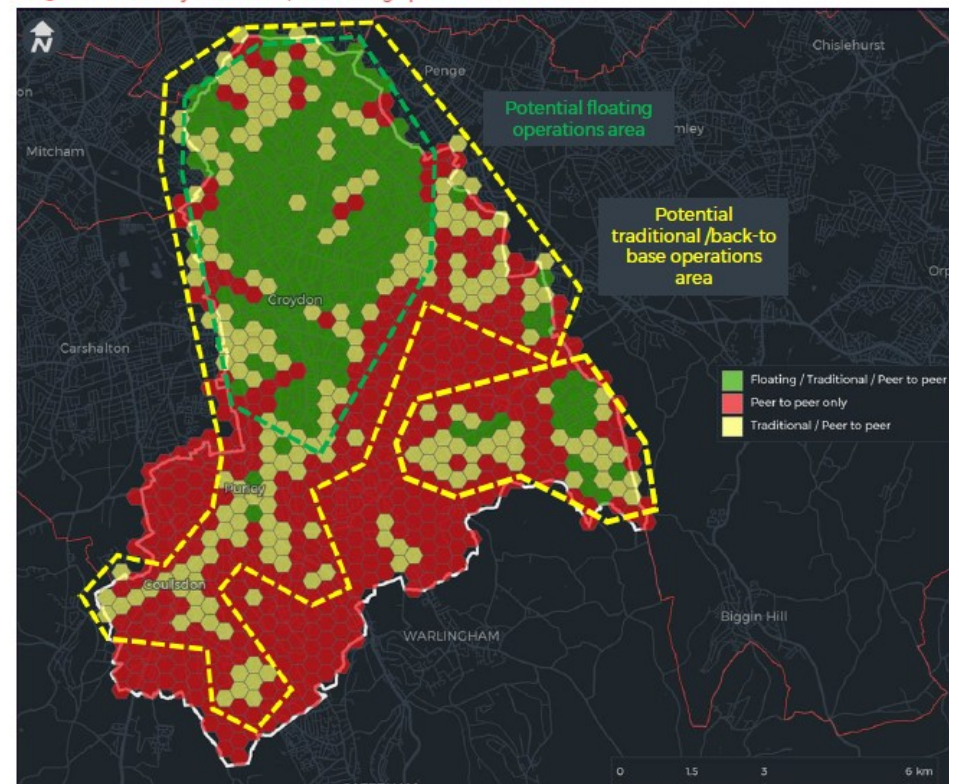 N
Chislehurst
Penge
Potential floating
operations area
mley
Mitcham
Potential
traditional /back-to
base operations
area
Croydon
Carshalton
Floating / Traditional / Peer to peer
Peer to peer only
Traditional / Peer to peer
Purley
Coulsdon
Biggin Hill
WARLINGHAM
0 1.5 3 6 km